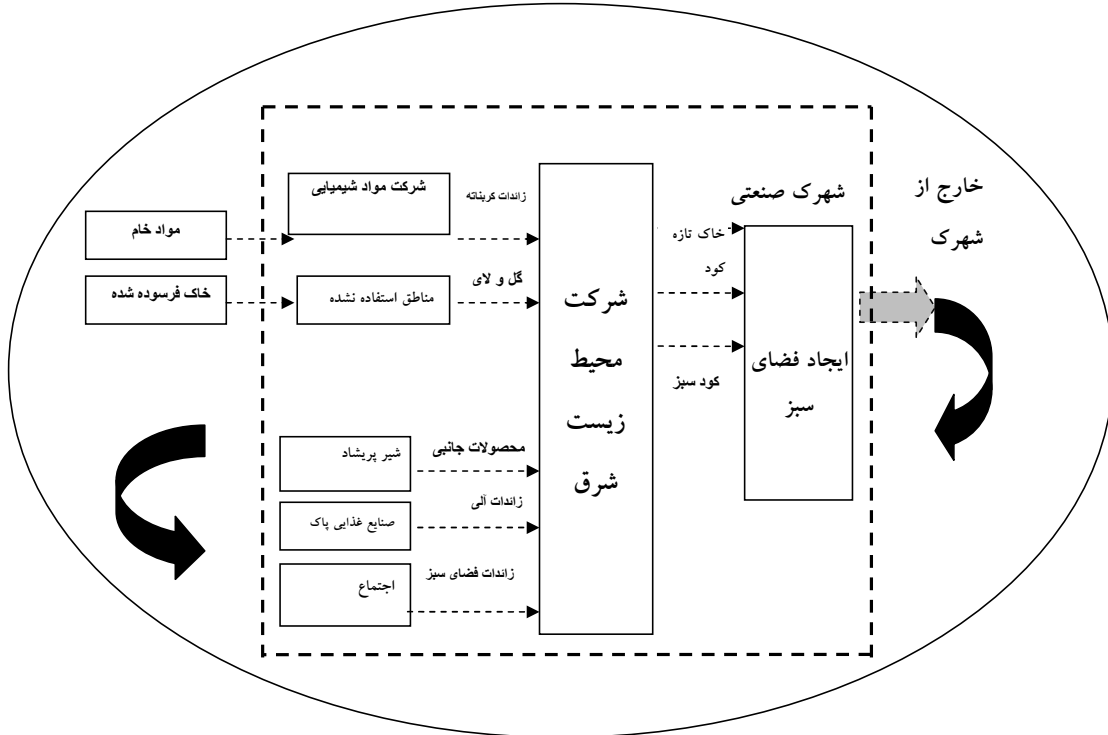 خارج از
شهرک
شهرک صنعتی
شرکت مواد شیمیایی
زائدات کربناته
مواد خام
خاک تازه
خاک فرسوده شده
مناطق استفاده نشده
گل و لای
کود
شرکت
محیط
زیست
شرق
ایجاد فضای
سبز
کود سبز
شیر پریشاد
محصولات جانبی
صنایع غذایی پاک
زائدات آلی
اجتماع
زائدات فضای سبز